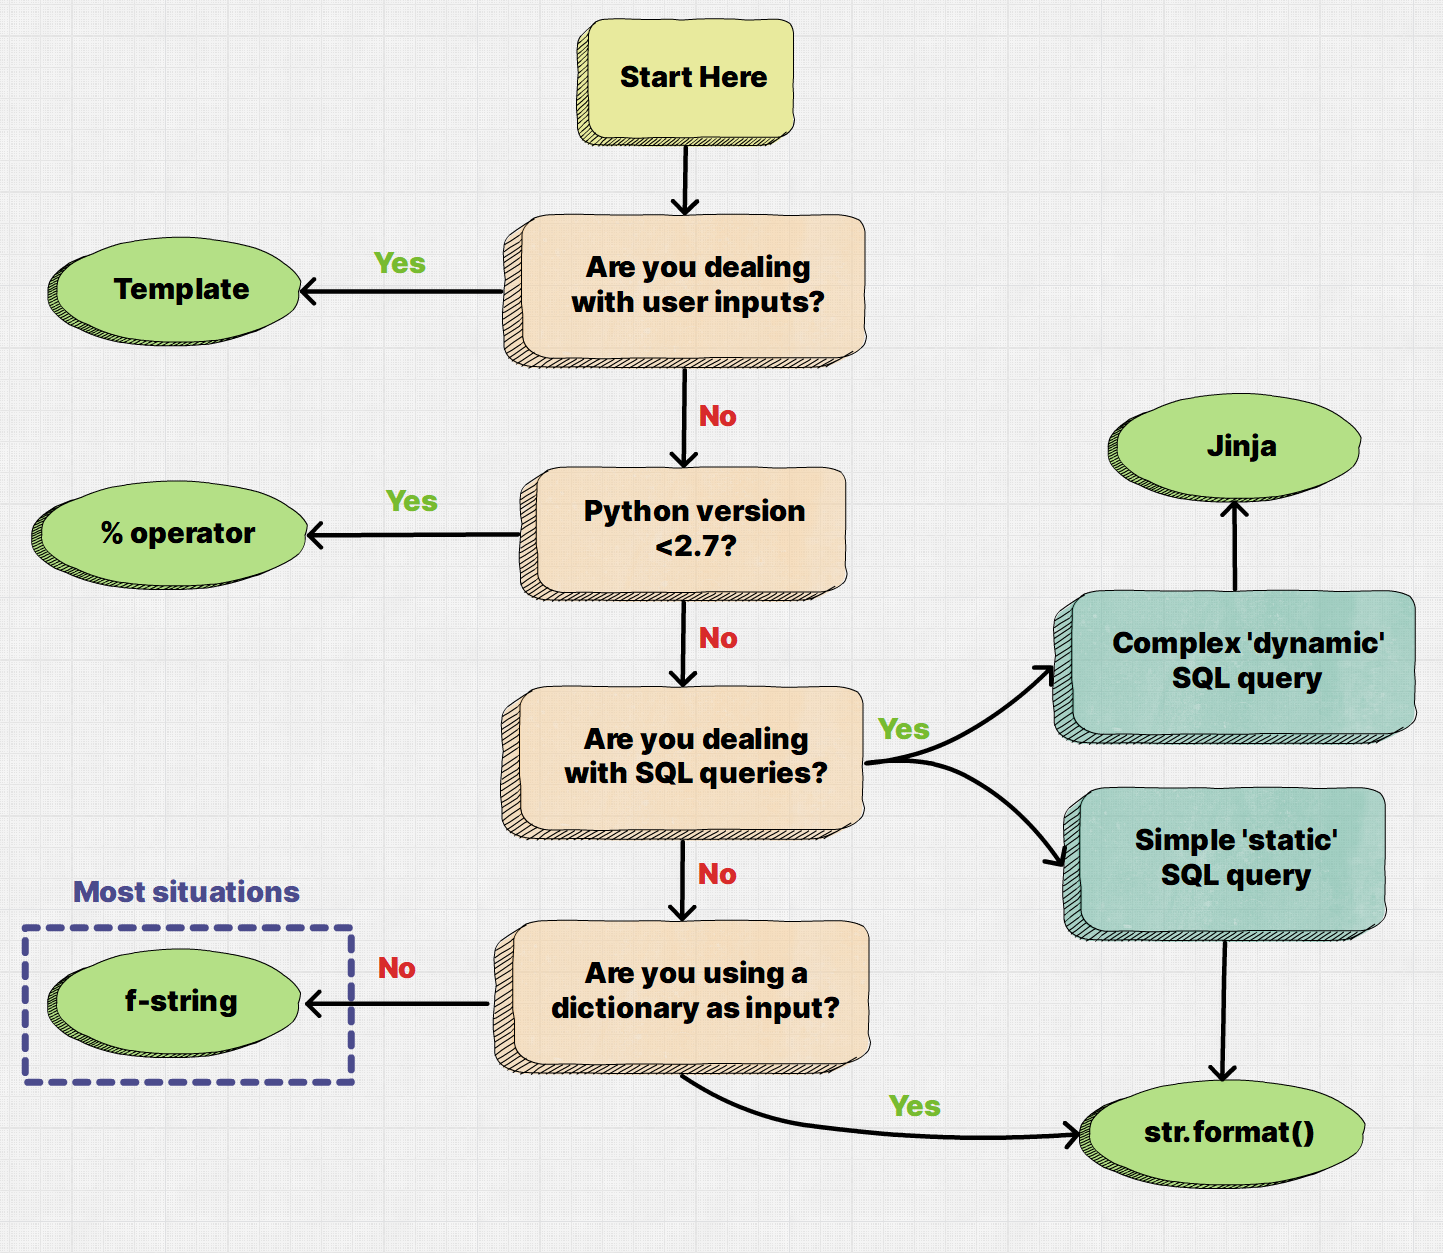 Start Here
Are you dealing
with user inputs?
Yes
Template
No
Python version
<2.7?
Yes
% operator
No
Are you dealing
with SQL queries?
Yes
Complex 'dynamic'
SQL query
Jinja
Simple 'static'
SQL query
No
Are you using a
dictionary as input?
No
Most situations
f-string
Yes
str.format()